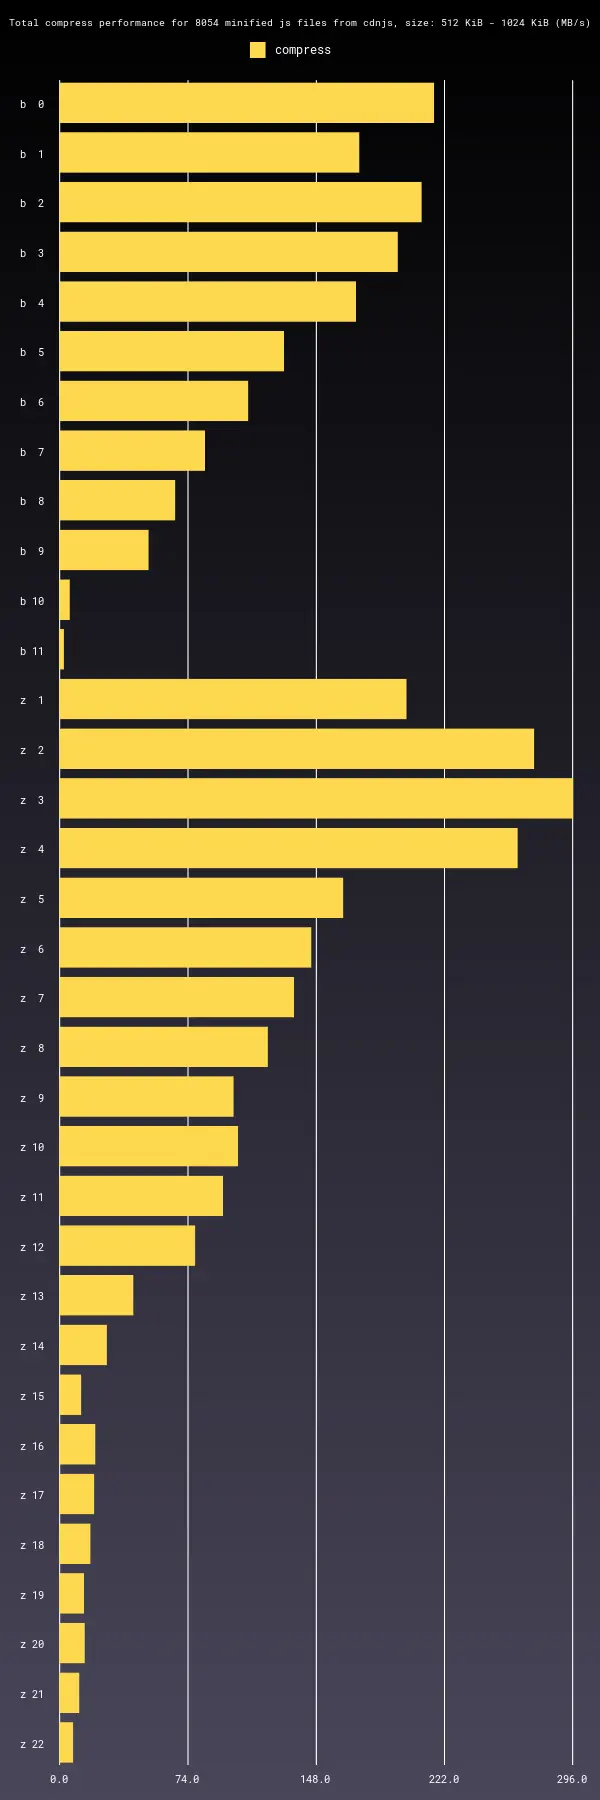 Total compress performance for 8054 minified js files from cdnjs, size: 512 KiB - 1024 KiB (MB/s)
compress
b 0
b 1
b 2
b 3
b 4
b 5
b 6
b 7
b 8
b 9
b 10
b 11
z 1
z 2
z 3
z 4
z 5
z 6
z 7
z 8
z 9
z 10
z 11
z 12
z 13
z 14
z 15
z 16
z 17
z 18
z 19
z 20
z 21
z 22
0.0 74.0 148.0 222.0 296.0